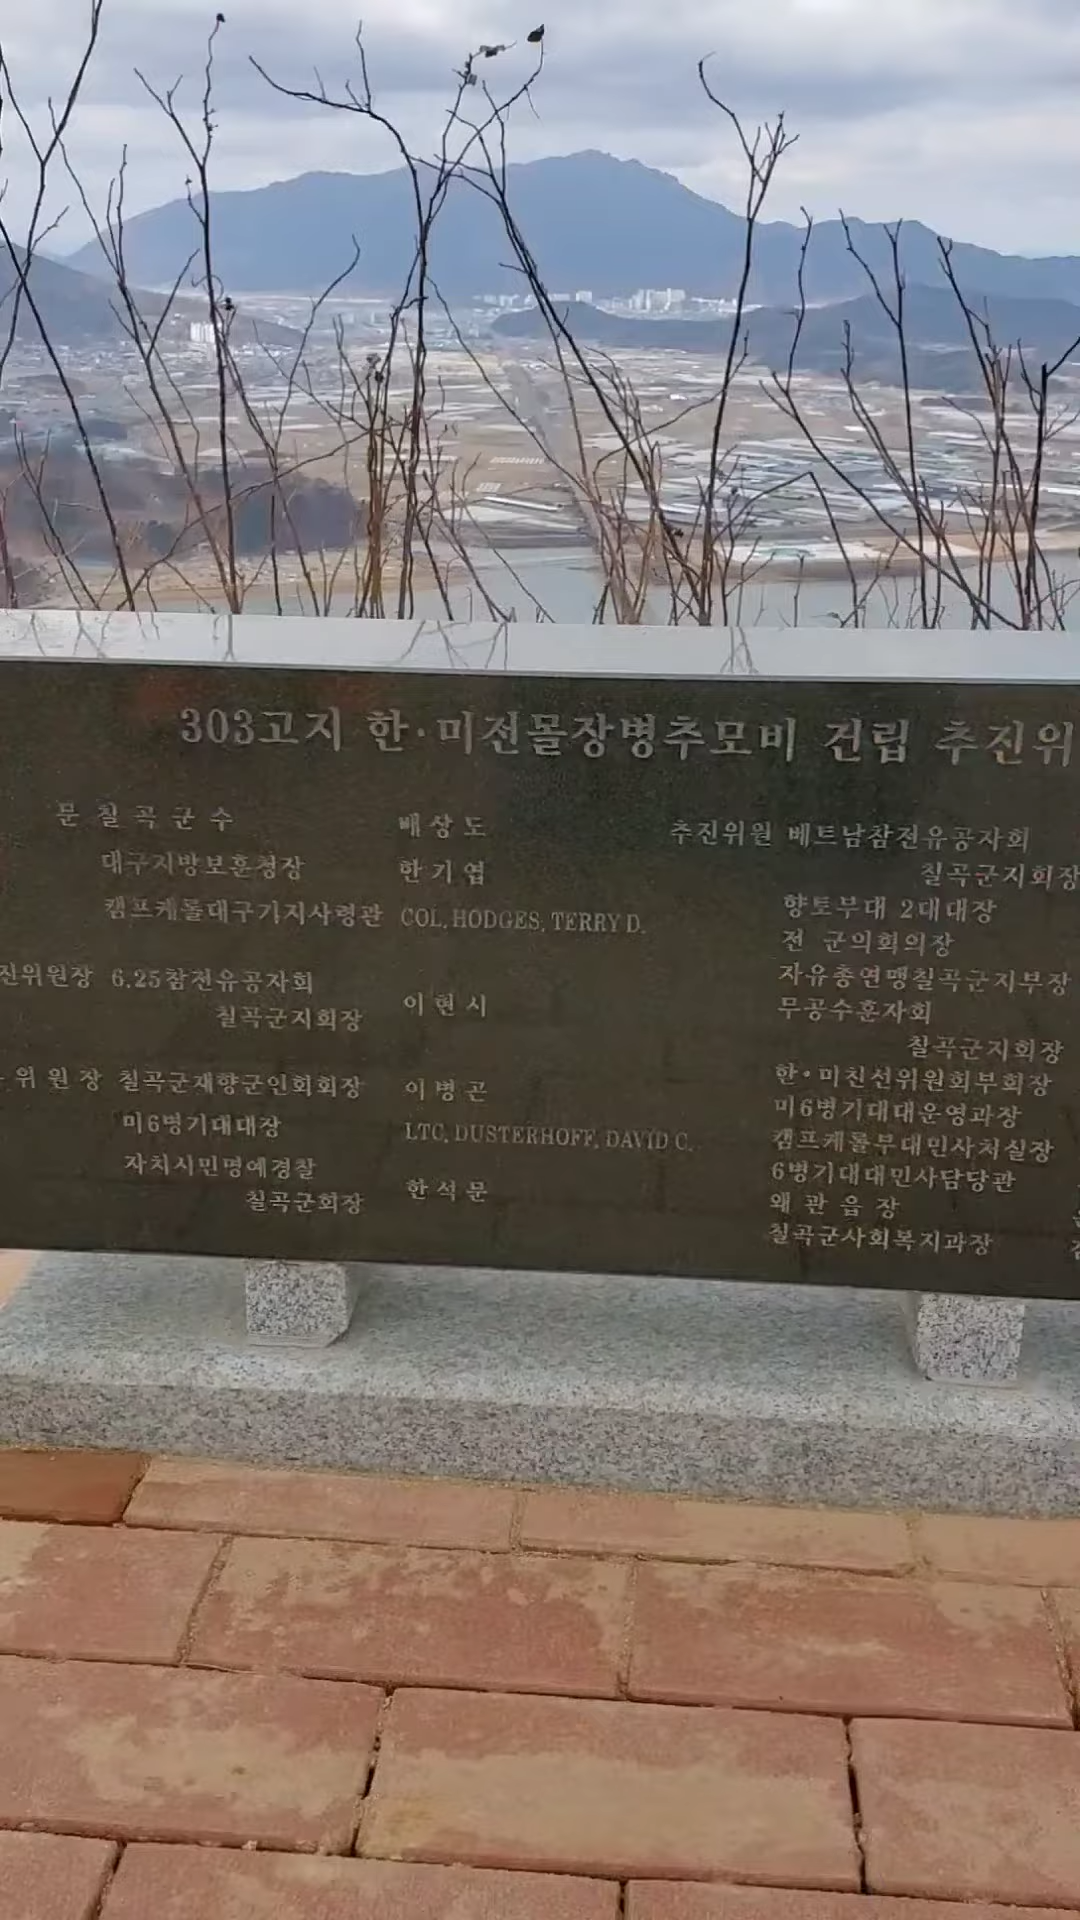 303고지 한·미전몰장병추모비 건립 추진위
문 칠곡군수 배상도
대구지방보훈청장 한기엽
캠프캐롤대구기지사령관 COL, HODGES, TERRY D.
진위원장 6.25참전유공자회
칠곡군지회장 이현시
위원장 칠곡군재향군인회회장 이병곤
미6병기대대장 LTC, DUSTERHOFF, DAVID C.
자치시민명예경찰
칠곡군회장 한석문
추진위원 베트남참전유공자회
칠곡군지회장
향토부대 2대대장
전 군의회의장
자유총연맹칠곡군지부장
무공수훈자회
칠곡군지회장
한·미친선위원회부회장
미6병기대대운영과장
캠프캐롤부대민사처실장
6병기대대민사담당관
왜관읍장
칠곡군사회복지과장